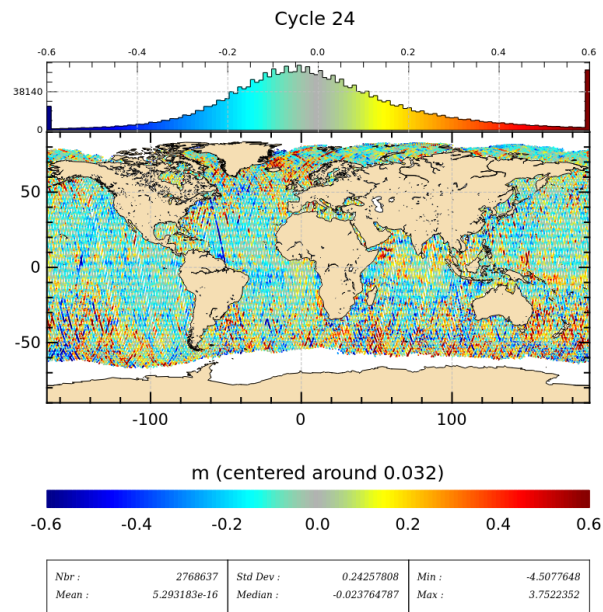 Cycle 24
-0.6 -0.4 -0.2 0.0 0.2 0.4 0.6
38140
0
50
0
-50
-100 0 100
m (centered around 0.032)
-0.6 -0.4 -0.2 0.0 0.2 0.4 0.6
Nbr : 2768637 Std Dev : 0.24257808 Min : -4.5077648
Mean : 5.293183e-16 Median : -0.023764787 Max : 3.7522352